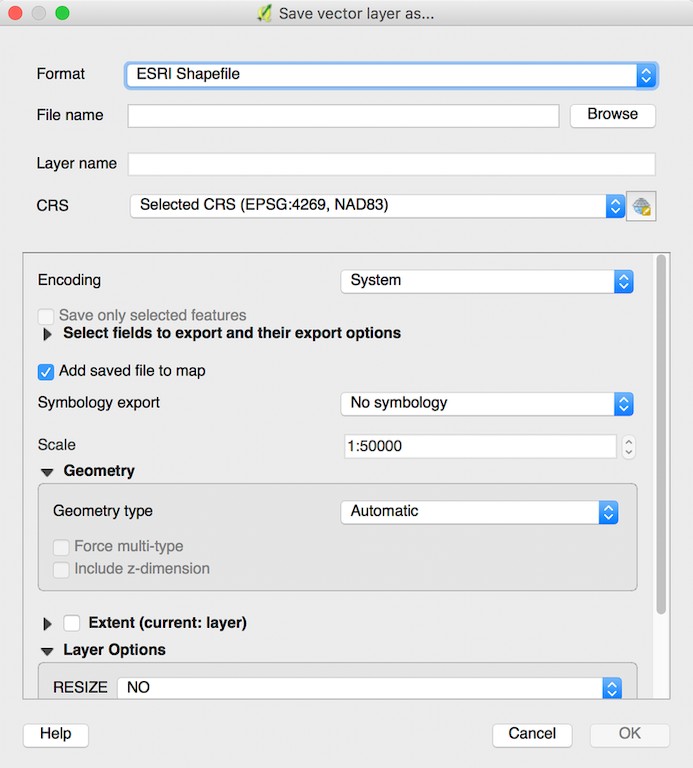 Save vector layer as...
Format ESRI Shapefile
File name Browse
Layer name
CRS Selected CRS (EPSG:4269, NAD83)
Encoding System
Save only selected features
Select fields to export and their export options
Add saved file to map
Symbology export No symbology
Scale 1:50000
Geometry
Geometry type Automatic
Force multi-type
Include z-dimension
Extent (current: layer)
Layer Options
RESIZE NO
Help Cancel OK